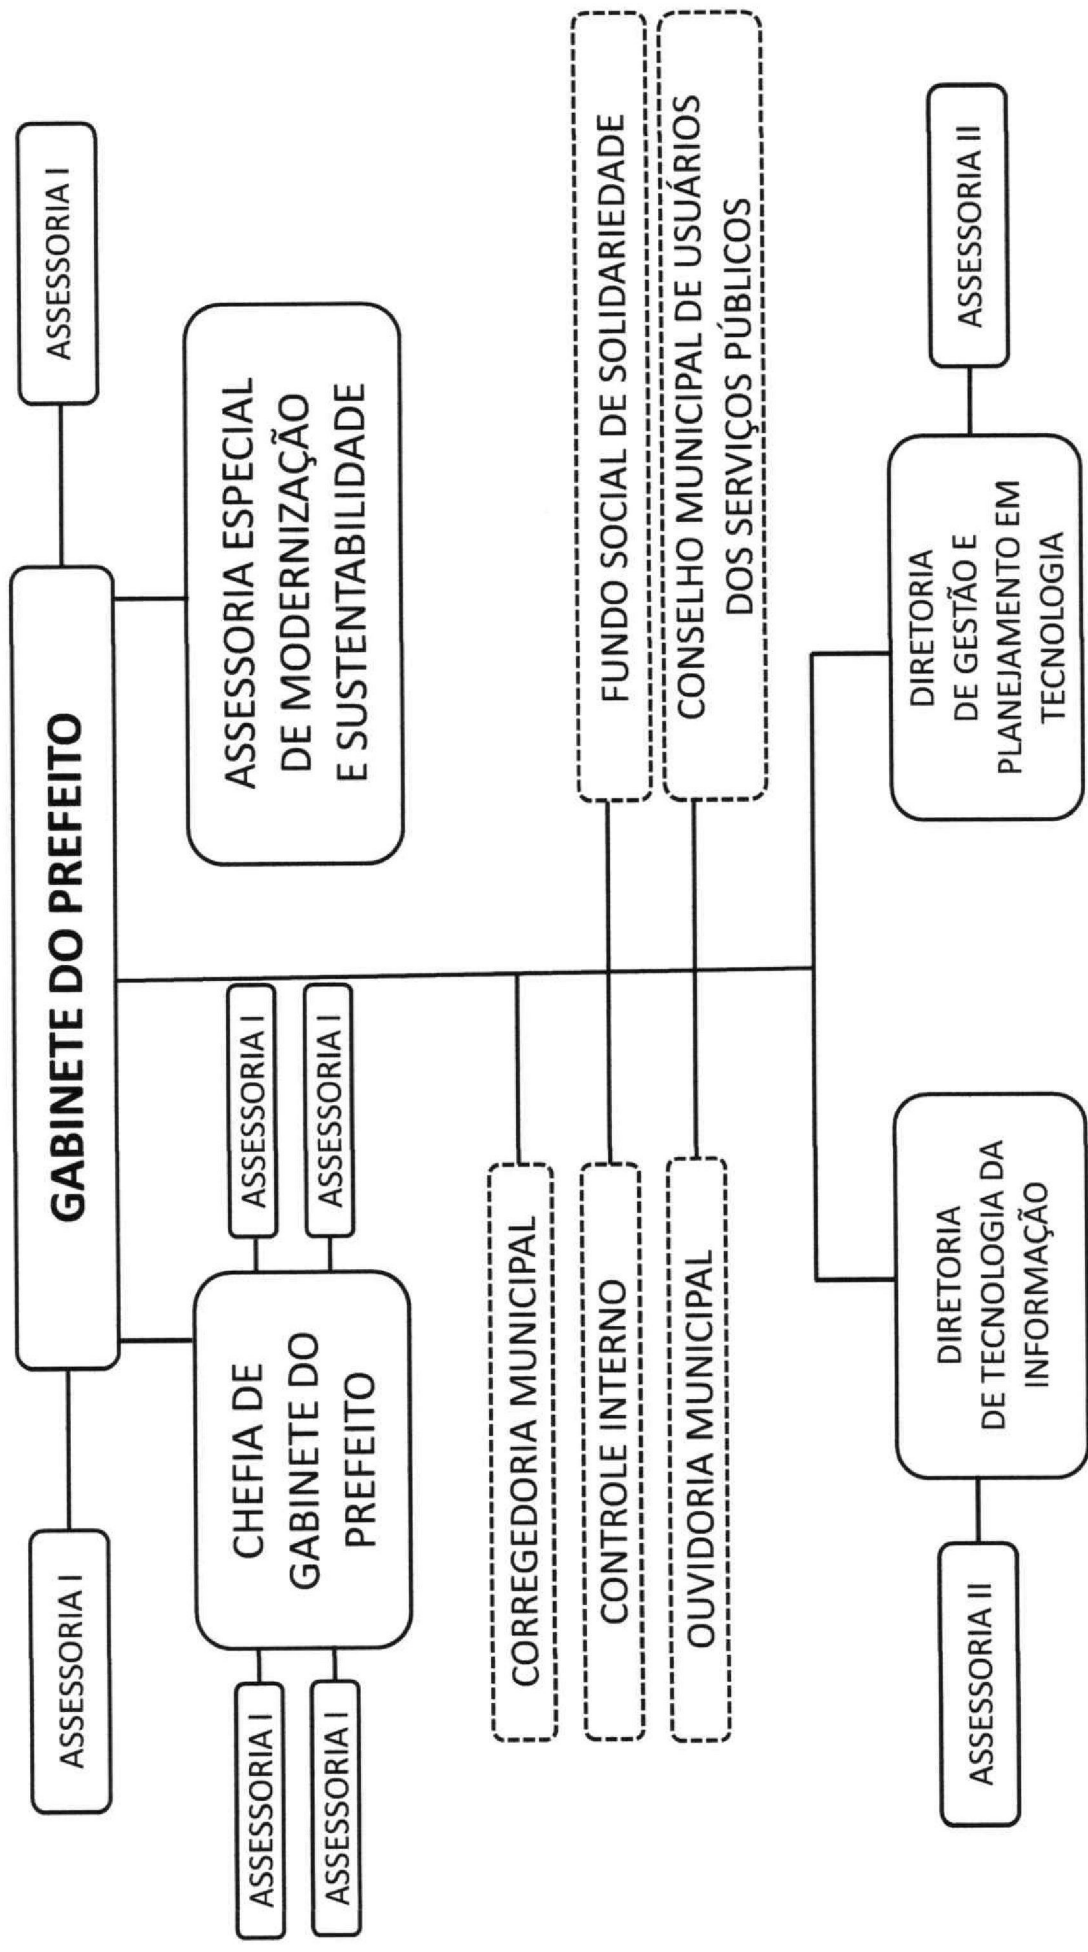 ASSESSORIA I
GABINETE DO PREFEITO
ASSESSORIA I
CHEFIA DE
GABINETE DO
PREFEITO
ASSESSORIA I
ASSESSORIA I
ASSESSORIA I
ASSESSORIA I
ASSESSORIA ESPECIAL
DE MODERNIZAÇÃO
E SUSTENTABILIDADE
CORREGEDORIA MUNICIPAL
CONTROLE INTERNO
FUNDO SOCIAL DE SOLIDARIEDADE
OUVIDORIA MUNICIPAL
CONSELHO MUNICIPAL DE USUÁRIOS
DOS SERVIÇOS PÚBLICOS
ASSESSORIA II
DIRETORIA
DE TECNOLOGIA DA
INFORMAÇÃO
DIRETORIA
DE GESTÃO E
PLANEJAMENTO EM
TECNOLOGIA
ASSESSORIA II